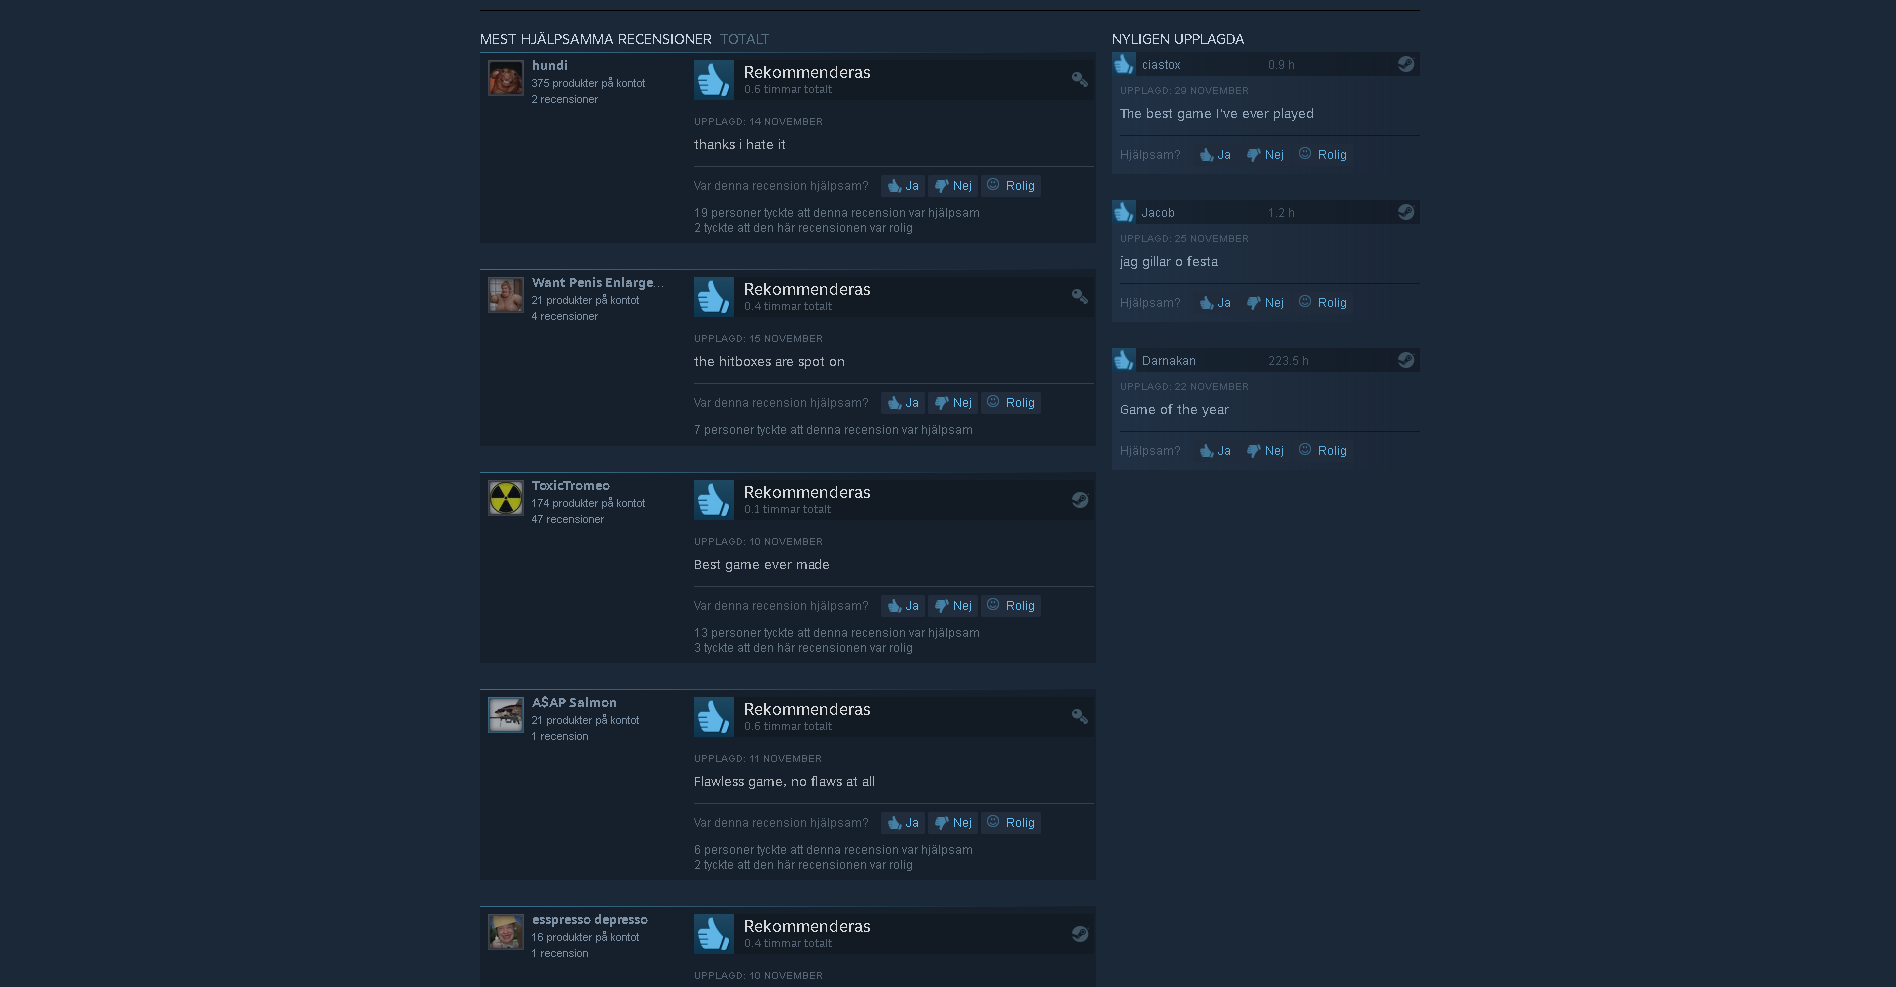 MEST HJÄLPSAMMA RECENSIONER TOTALT
hundi
375 produkter på kontot
2 recensioner
Rekommenderas
0.6 timmar totalt
UPPLAGD: 14 NOVEMBER
thanks i hate it
Var denna recension hjälpsam? Ja Nej Rolig
19 personer tyckte att denna recension var hjälpsam
2 tyckte att den här recensionen var rolig
Want Penis Enlarge...
21 produkter på kontot
4 recensioner
Rekommenderas
0.4 timmar totalt
UPPLAGD: 15 NOVEMBER
the hitboxes are spot on
Var denna recension hjälpsam? Ja Nej Rolig
7 personer tyckte att denna recension var hjälpsam
ToxicTromeo
174 produkter på kontot
47 recensioner
Rekommenderas
0.1 timmar totalt
UPPLAGD: 10 NOVEMBER
Best game ever made
Var denna recension hjälpsam? Ja Nej Rolig
13 personer tyckte att denna recension var hjälpsam
3 tyckte att den här recensionen var rolig
A$AP Salmon
21 produkter på kontot
1 recension
Rekommenderas
0.6 timmar totalt
UPPLAGD: 11 NOVEMBER
Flawless game, no flaws at all
Var denna recension hjälpsam? Ja Nej Rolig
6 personer tyckte att denna recension var hjälpsam
2 tyckte att den här recensionen var rolig
esspresso depresso
16 produkter på kontot
1 recension
Rekommenderas
0.4 timmar totalt
UPPLAGD: 10 NOVEMBER
NYLIGEN UPPLAGDA
ciastox 0.9 h
UPPLAGD: 29 NOVEMBER
The best game I've ever played
Hjälpsam? Ja Nej Rolig
Jacob 1.2 h
UPPLAGD: 25 NOVEMBER
jag gillar o festa
Hjälpsam? Ja Nej Rolig
Darnakan 223.5 h
UPPLAGD: 22 NOVEMBER
Game of the year
Hjälpsam? Ja Nej Rolig